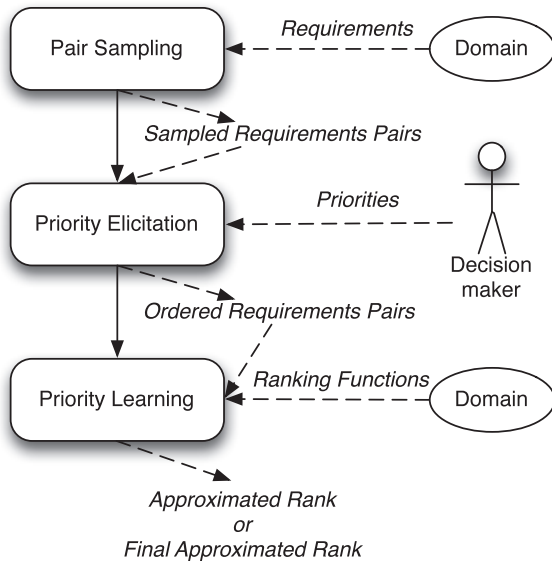 Pair Sampling
Requirements
Domain
Sampled Requirements Pairs
Priority Elicitation
Priorities
Decision
maker
Ordered Requirements Pairs
Priority Learning
Ranking Functions
Domain
Approximated Rank
or
Final Approximated Rank